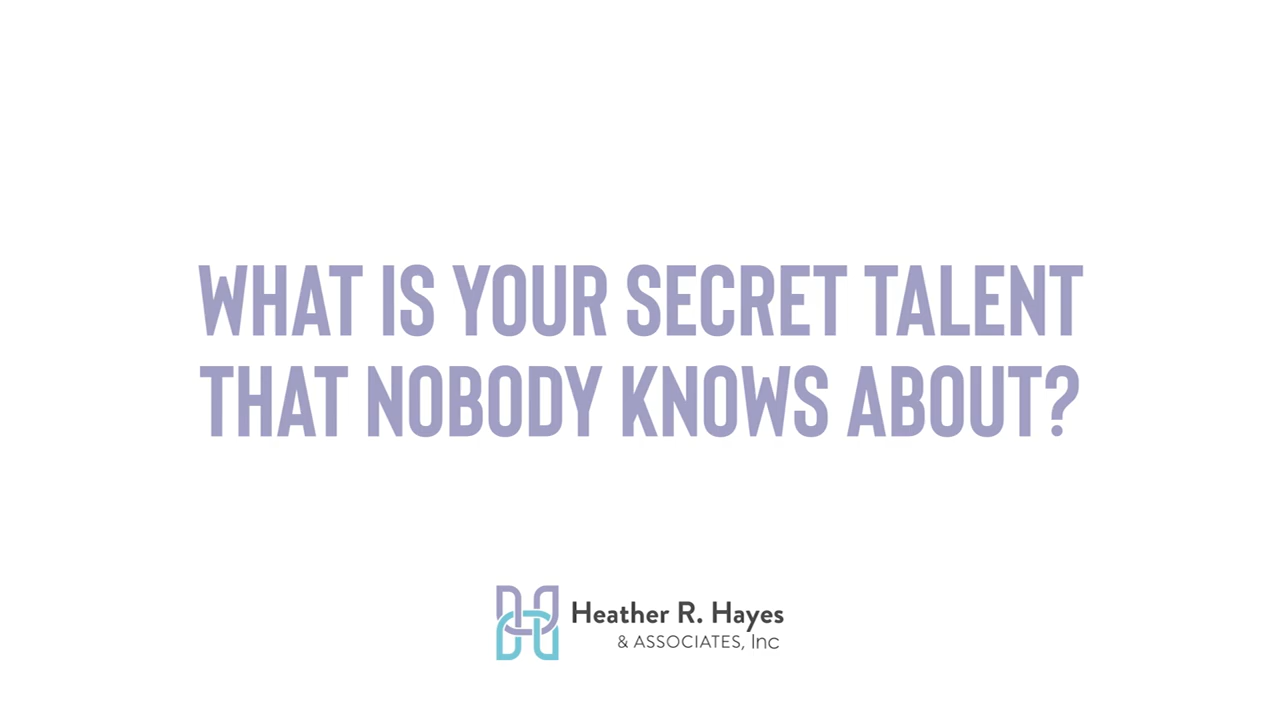 WHAT IS YOUR SECRET TALENT
THAT NOBODY KNOWS ABOUT?
Heather R. Hayes
& ASSOCIATES, Inc